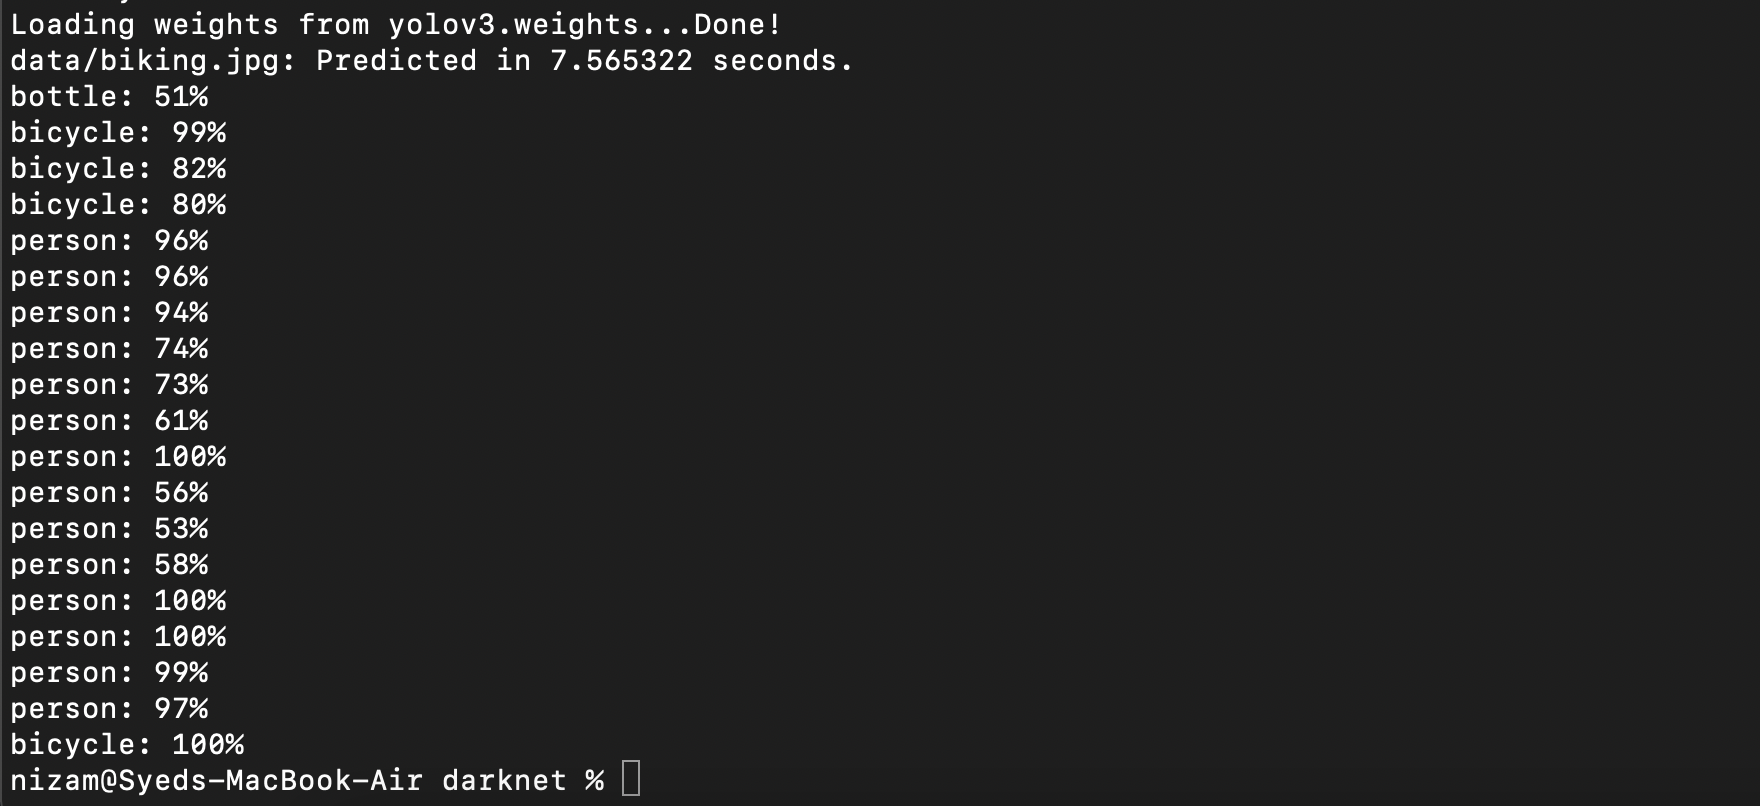 Loading weights from yolov3.weights...Done!
data/biking.jpg: Predicted in 7.565322 seconds.
bottle: 51%
bicycle: 99%
bicycle: 82%
bicycle: 80%
person: 96%
person: 96%
person: 94%
person: 74%
person: 73%
person: 61%
person: 100%
person: 56%
person: 53%
person: 58%
person: 100%
person: 100%
person: 99%
person: 97%
bicycle: 100%
nizam@Syeds-MacBook-Air darknet %